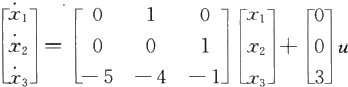 [ẋ₁]   [ 0   1   0] [x₁]   [0]
[ẋ₂] = [ 0   0   1] [x₂] + [0] u
[ẋ₃]   [−5  −4  −1] [x₃]   [3]